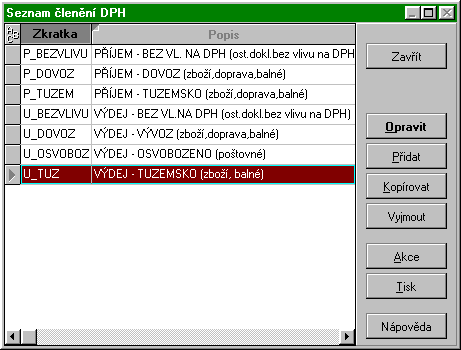 Seznam členění DPH
Zkratka Popis
P_BEZVLIVU PŘÍJEM - BEZ VL. NA DPH (ost.dokl.bez vlivu na DPH
P_DOVOZ PŘÍJEM - DOVOZ (zboží,doprava,balné)
P_TUZEM PŘÍJEM - TUZEMSKO (zboží,doprava,balné)
U_BEZVLIVU VÝDEJ - BEZ VL.NA DPH (ost.dokl.bez vlivu na DPH)
U_DOVOZ VÝDEJ - VÝVOZ (zboží,doprava,balné)
U_OSVOBOZ VÝDEJ - OSVOBOZENO (poštovné)
U_TUZ VÝDEJ - TUZEMSKO (zboží, balné)
Zavřít
Opravit
Přidat
Kopírovat
Vyjmout
Akce
Tisk
Nápověda